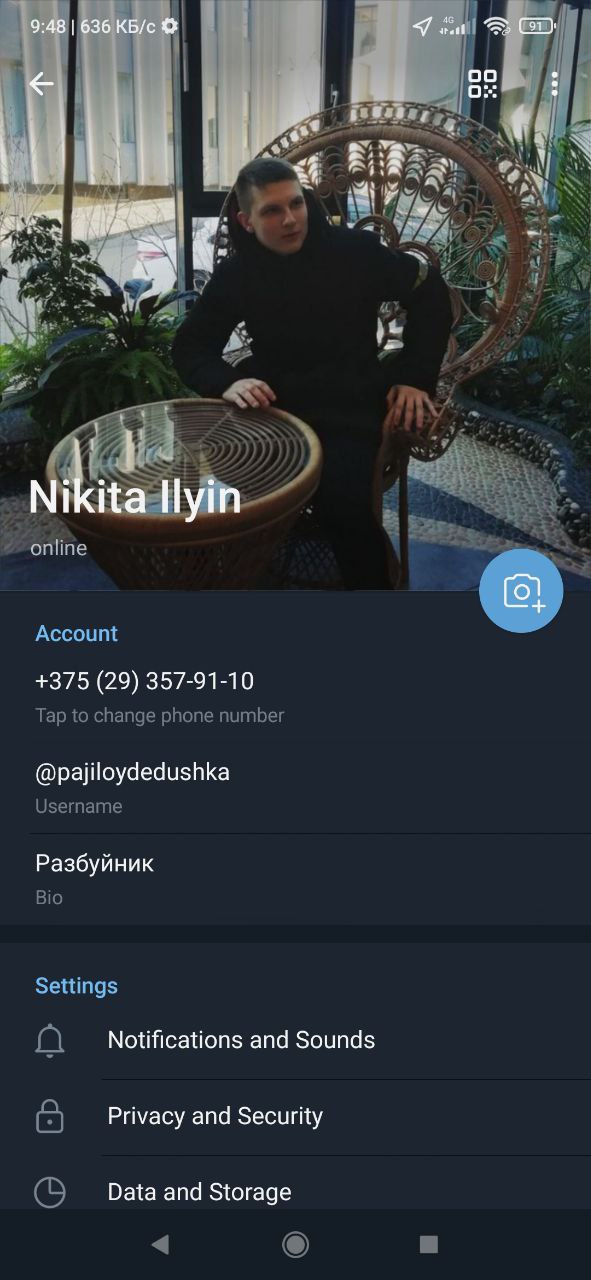 9:48 | 636 КБ/с
4G
91
Nikita Ilyin
online
Account
+375 (29) 357-91-10
Tap to change phone number
@pajiloydedushka
Username
Разбуйник
Bio
Settings
Notifications and Sounds
Privacy and Security
Data and Storage